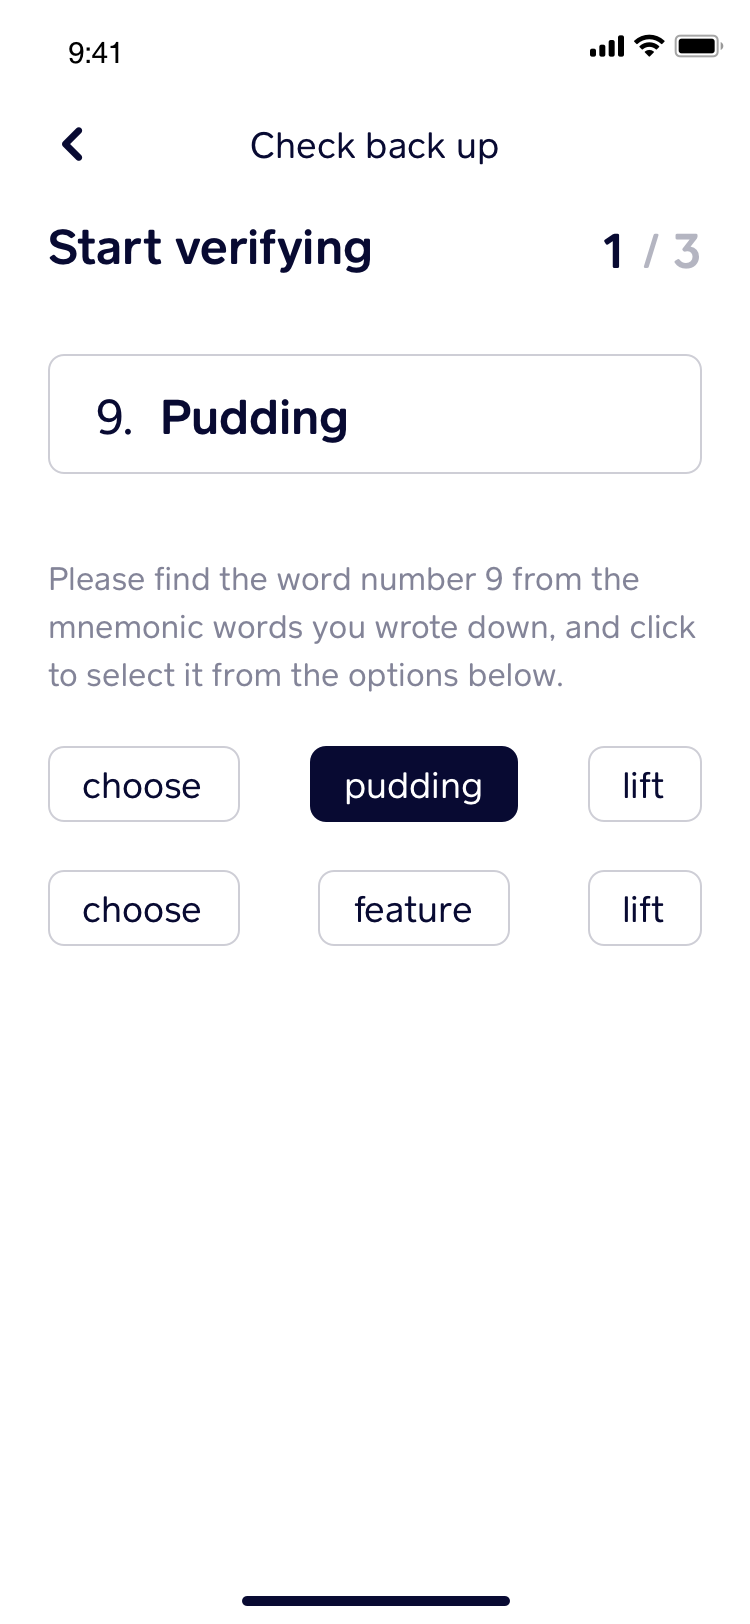 9:41
Check back up
Start verifying 1 / 3
9. Pudding
Please find the word number 9 from the
mnemonic words you wrote down, and click
to select it from the options below.
choose pudding lift
choose feature lift